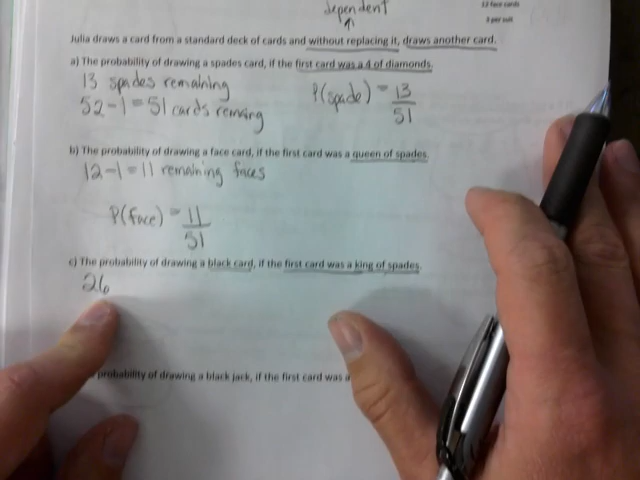 dependent
12 face cards
3 per suit
Julia draws a card from a standard deck of cards and without replacing it, draws another card.
a) The probability of drawing a spades card, if the first card was a 4 of diamonds.
13 spades remaining
52-1=51 cards remaning
P(spade) = 13/51
b) The probability of drawing a face card, if the first card was a queen of spades.
12-1=11 remaining faces
P(face) = 11/51
c) The probability of drawing a black card, if the first card was a king of spades.
26
probability of drawing a black jack, if the first card was a